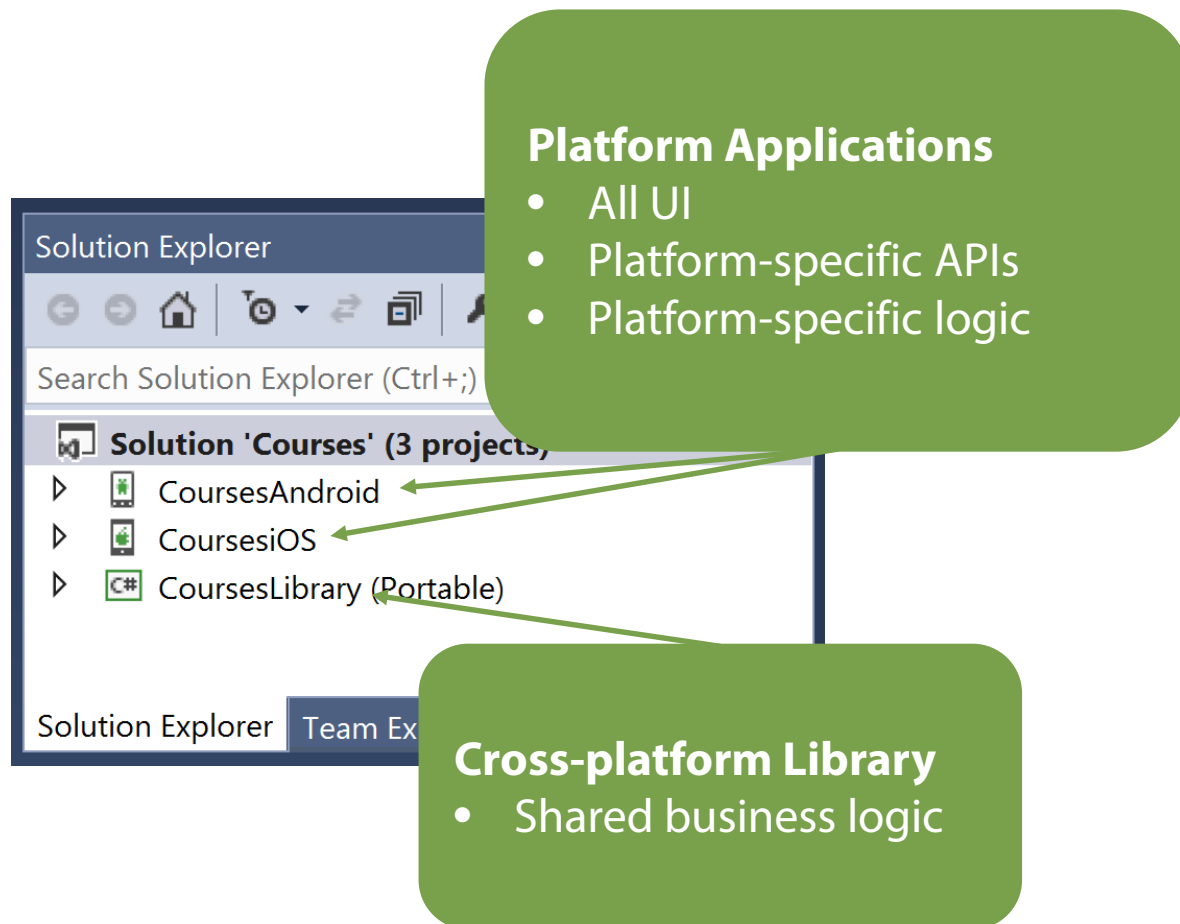 Platform Applications
• All UI
• Platform-specific APIs
• Platform-specific logic
Solution Explorer
Search Solution Explorer (Ctrl+;)
Solution 'Courses' (3 projects)
CoursesAndroid
CoursesiOS
C# CoursesLibrary (Portable)
Solution Explorer Team Ex
Cross-platform Library
• Shared business logic